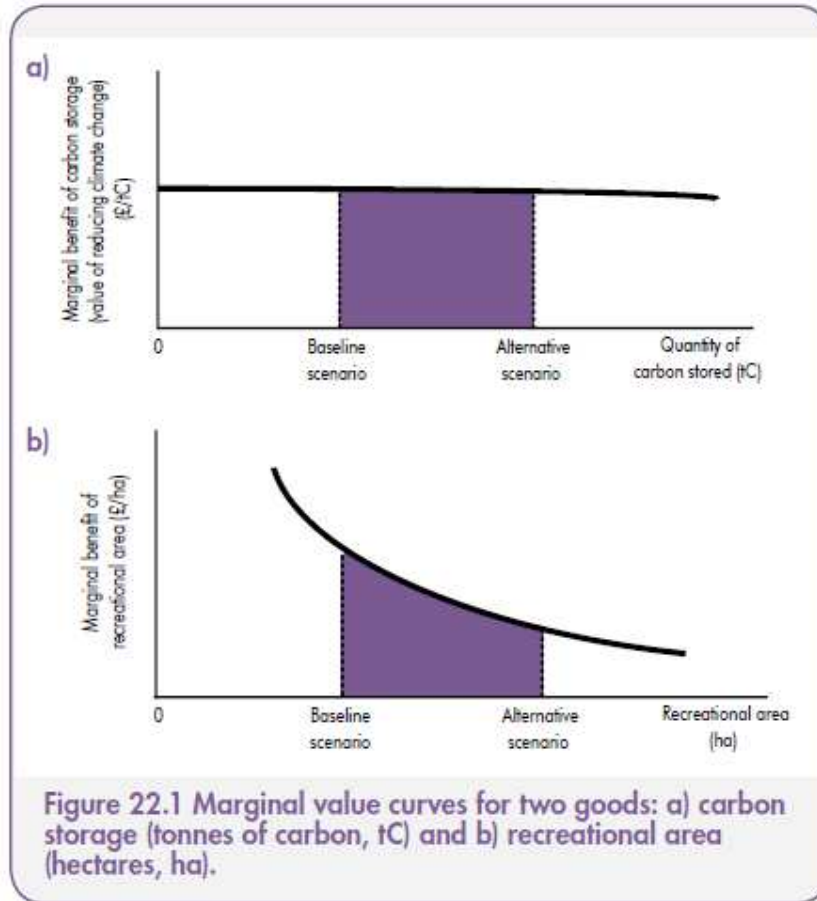 a)
Marginal benefit of carbon storage
(value of reducing climate change)
(£/tC)
0
Baseline
scenario
Alternative
scenario
Quantity of
carbon stored (tC)
b)
Marginal benefit of
recreational area (£/ha)
0
Baseline
scenario
Alternative
scenario
Recreational area
(ha)
Figure 22.1 Marginal value curves for two goods: a) carbon
storage (tonnes of carbon, tC) and b) recreational area
(hectares, ha).